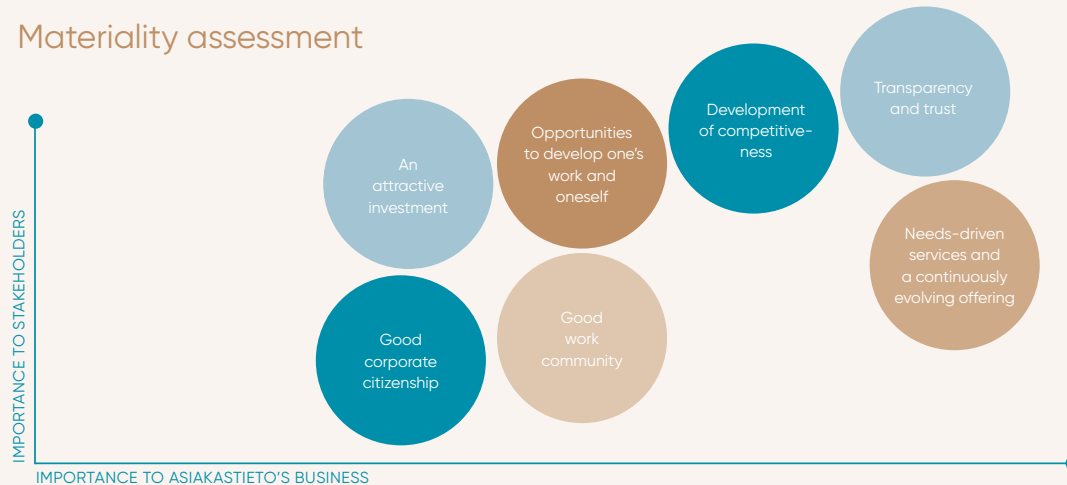 Materiality assessment
Transparency
and trust
Development
of competitive-
ness
Opportunities
to develop one’s
work and
oneself
An
attractive
investment
Needs-driven
services and
a continuously
evolving offering
Good
work
community
Good
corporate
citizenship
IMPORTANCE TO STAKEHOLDERS
IMPORTANCE TO ASIAKASTIETO’S BUSINESS